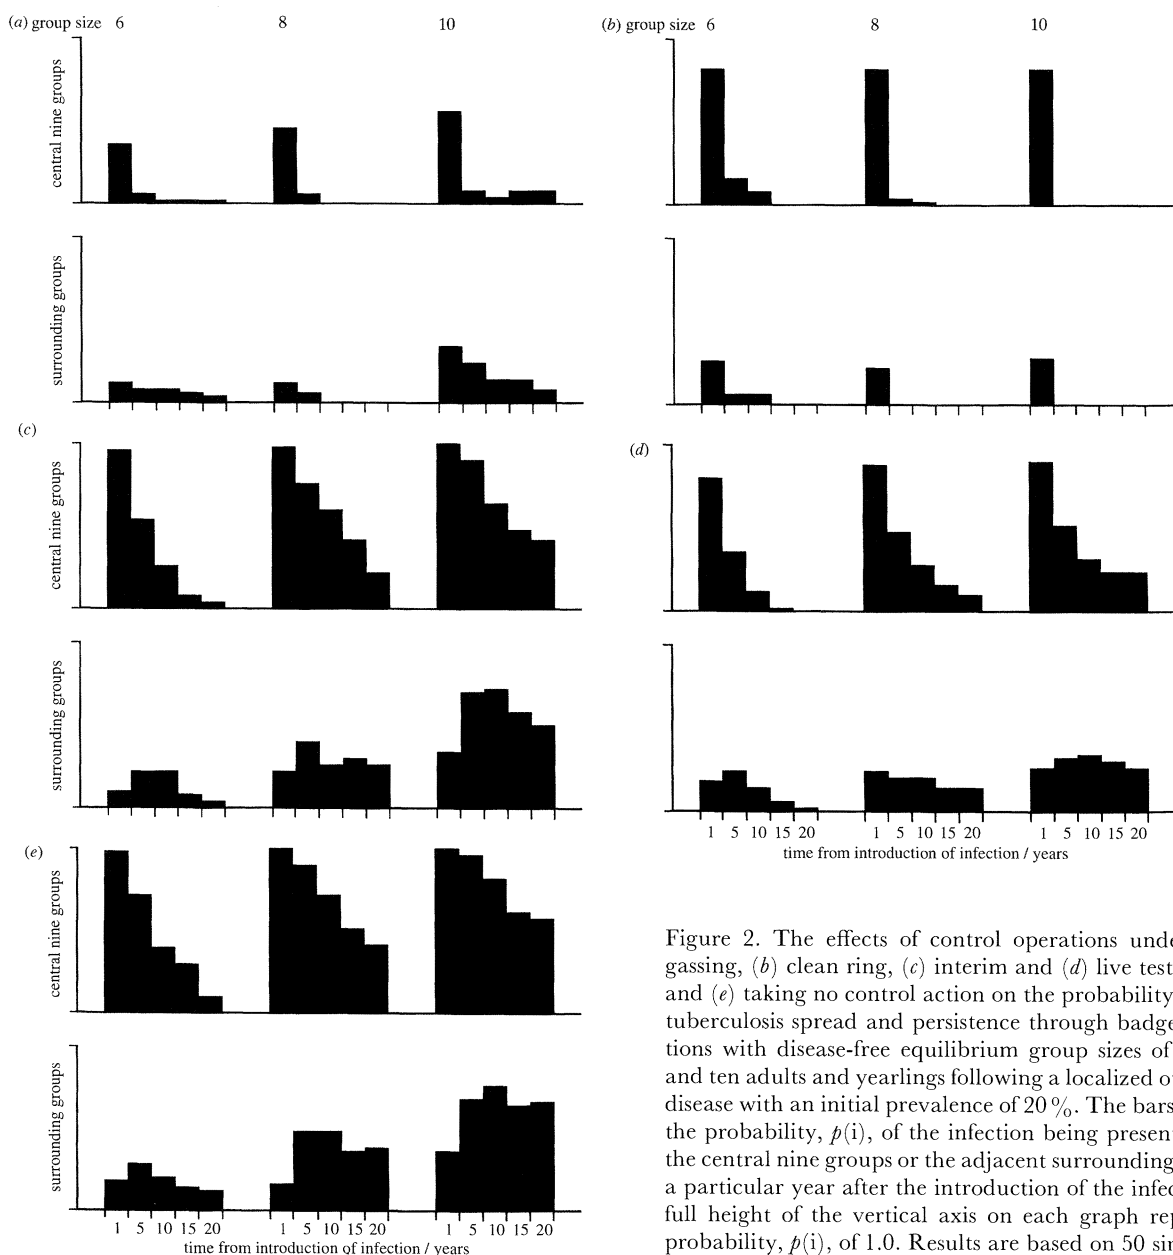 (a) group size 6 8 10
central nine groups
surrounding groups
(b) group size 6 8 10
(c)
central nine groups
surrounding groups
(d)
1 5 10 15 20 1 5 10 15 20 1 5 10 15 20
time from introduction of infection / years
(e)
central nine groups
surrounding groups
1 5 10 15 20 1 5 10 15 20 1 5 10 15 20
time from introduction of infection / years
Figure 2. The effects of control operations unde
gassing, (b) clean ring, (c) interim and (d) live test
and (e) taking no control action on the probability
tuberculosis spread and persistence through badge
tions with disease-free equilibrium group sizes of
and ten adults and yearlings following a localized o
disease with an initial prevalence of 20%. The bars
the probability, p(i), of the infection being present
the central nine groups or the adjacent surrounding
a particular year after the introduction of the infec
full height of the vertical axis on each graph rep
probability, p(i), of 1.0. Results are based on 50 sin